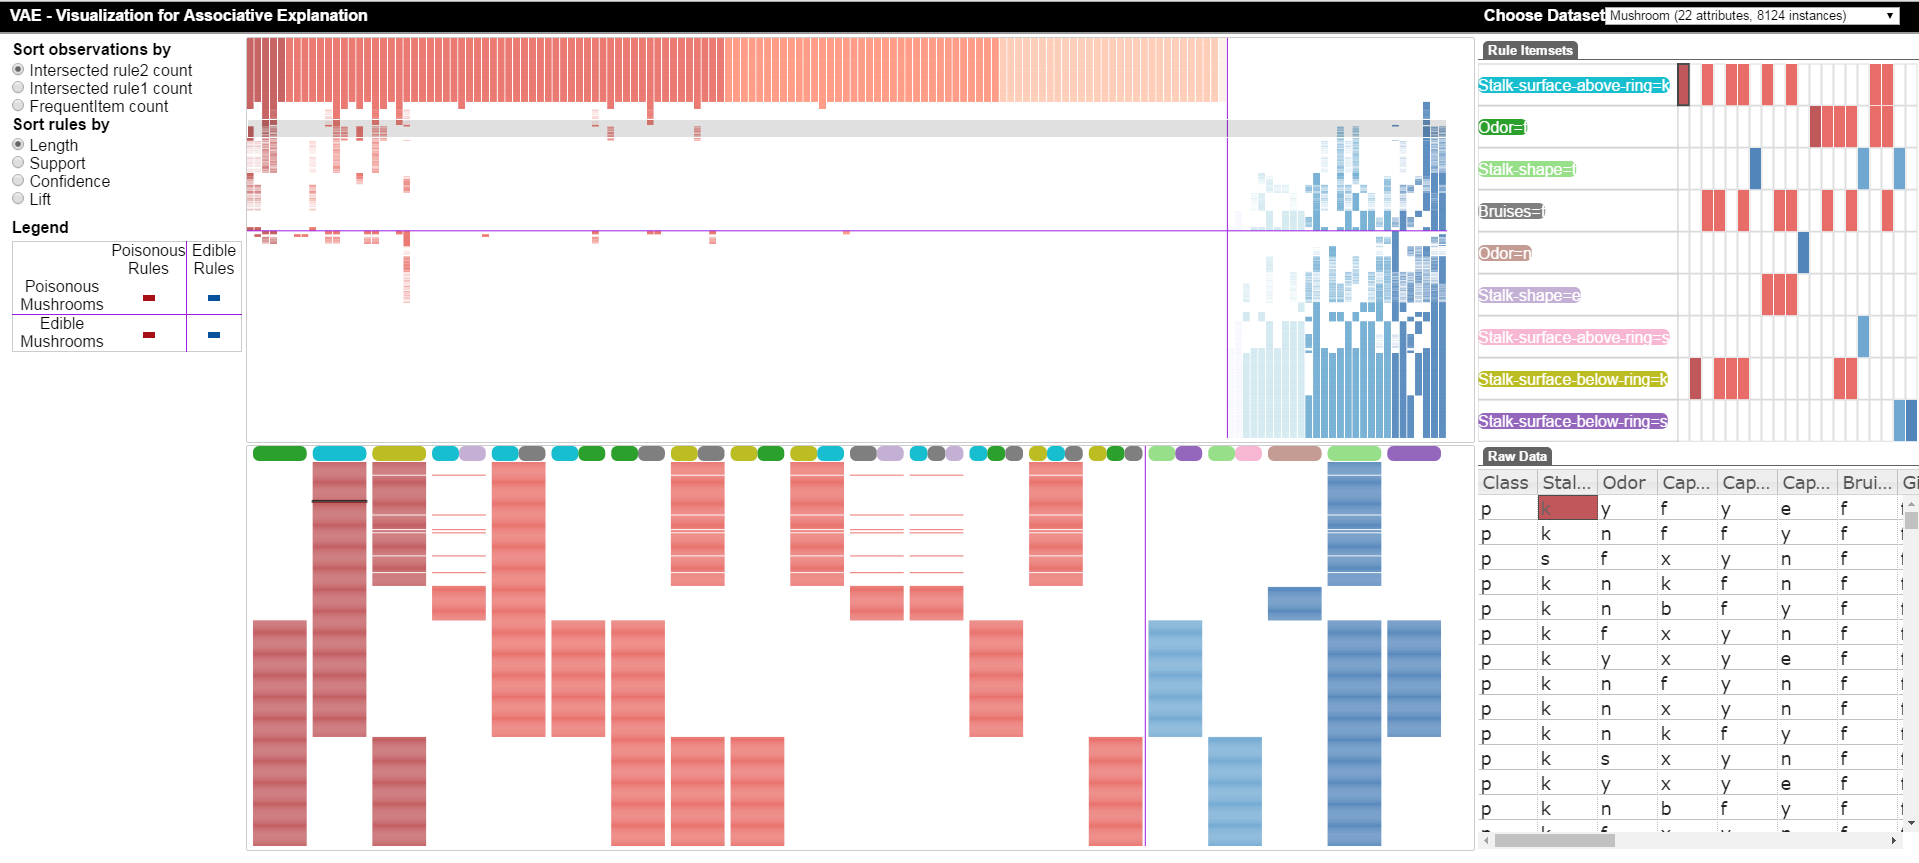 VAE - Visualization for Associative Explanation
Choose Dataset Mushroom (22 attributes, 8124 instances)
Sort observations by
Intersected rule2 count
Intersected rule1 count
FrequentItem count
Sort rules by
Length
Support
Confidence
Lift
Legend
Poisonous Rules Edible Rules
Poisonous Mushrooms
Edible Mushrooms
Rule Itemsets
Stalk-surface-above-ring=k
Odor=f
Stalk-shape=t
Bruises=f
Odor=n
Stalk-shape=e
Stalk-surface-above-ring=s
Stalk-surface-below-ring=k
Stalk-surface-below-ring=s
Raw Data
Class Stal... Odor Cap... Cap... Cap... Brui... Gi
p k y f y e f
p k n f f y f
p s f x y n f
p k n k f n f
p k n b f y f
p k f x y n f
p k y x y e f
p k n f y n f
p k n x y n f
p k n k f y f
p k s x y n f
p k y x y e f
p k n b f y f